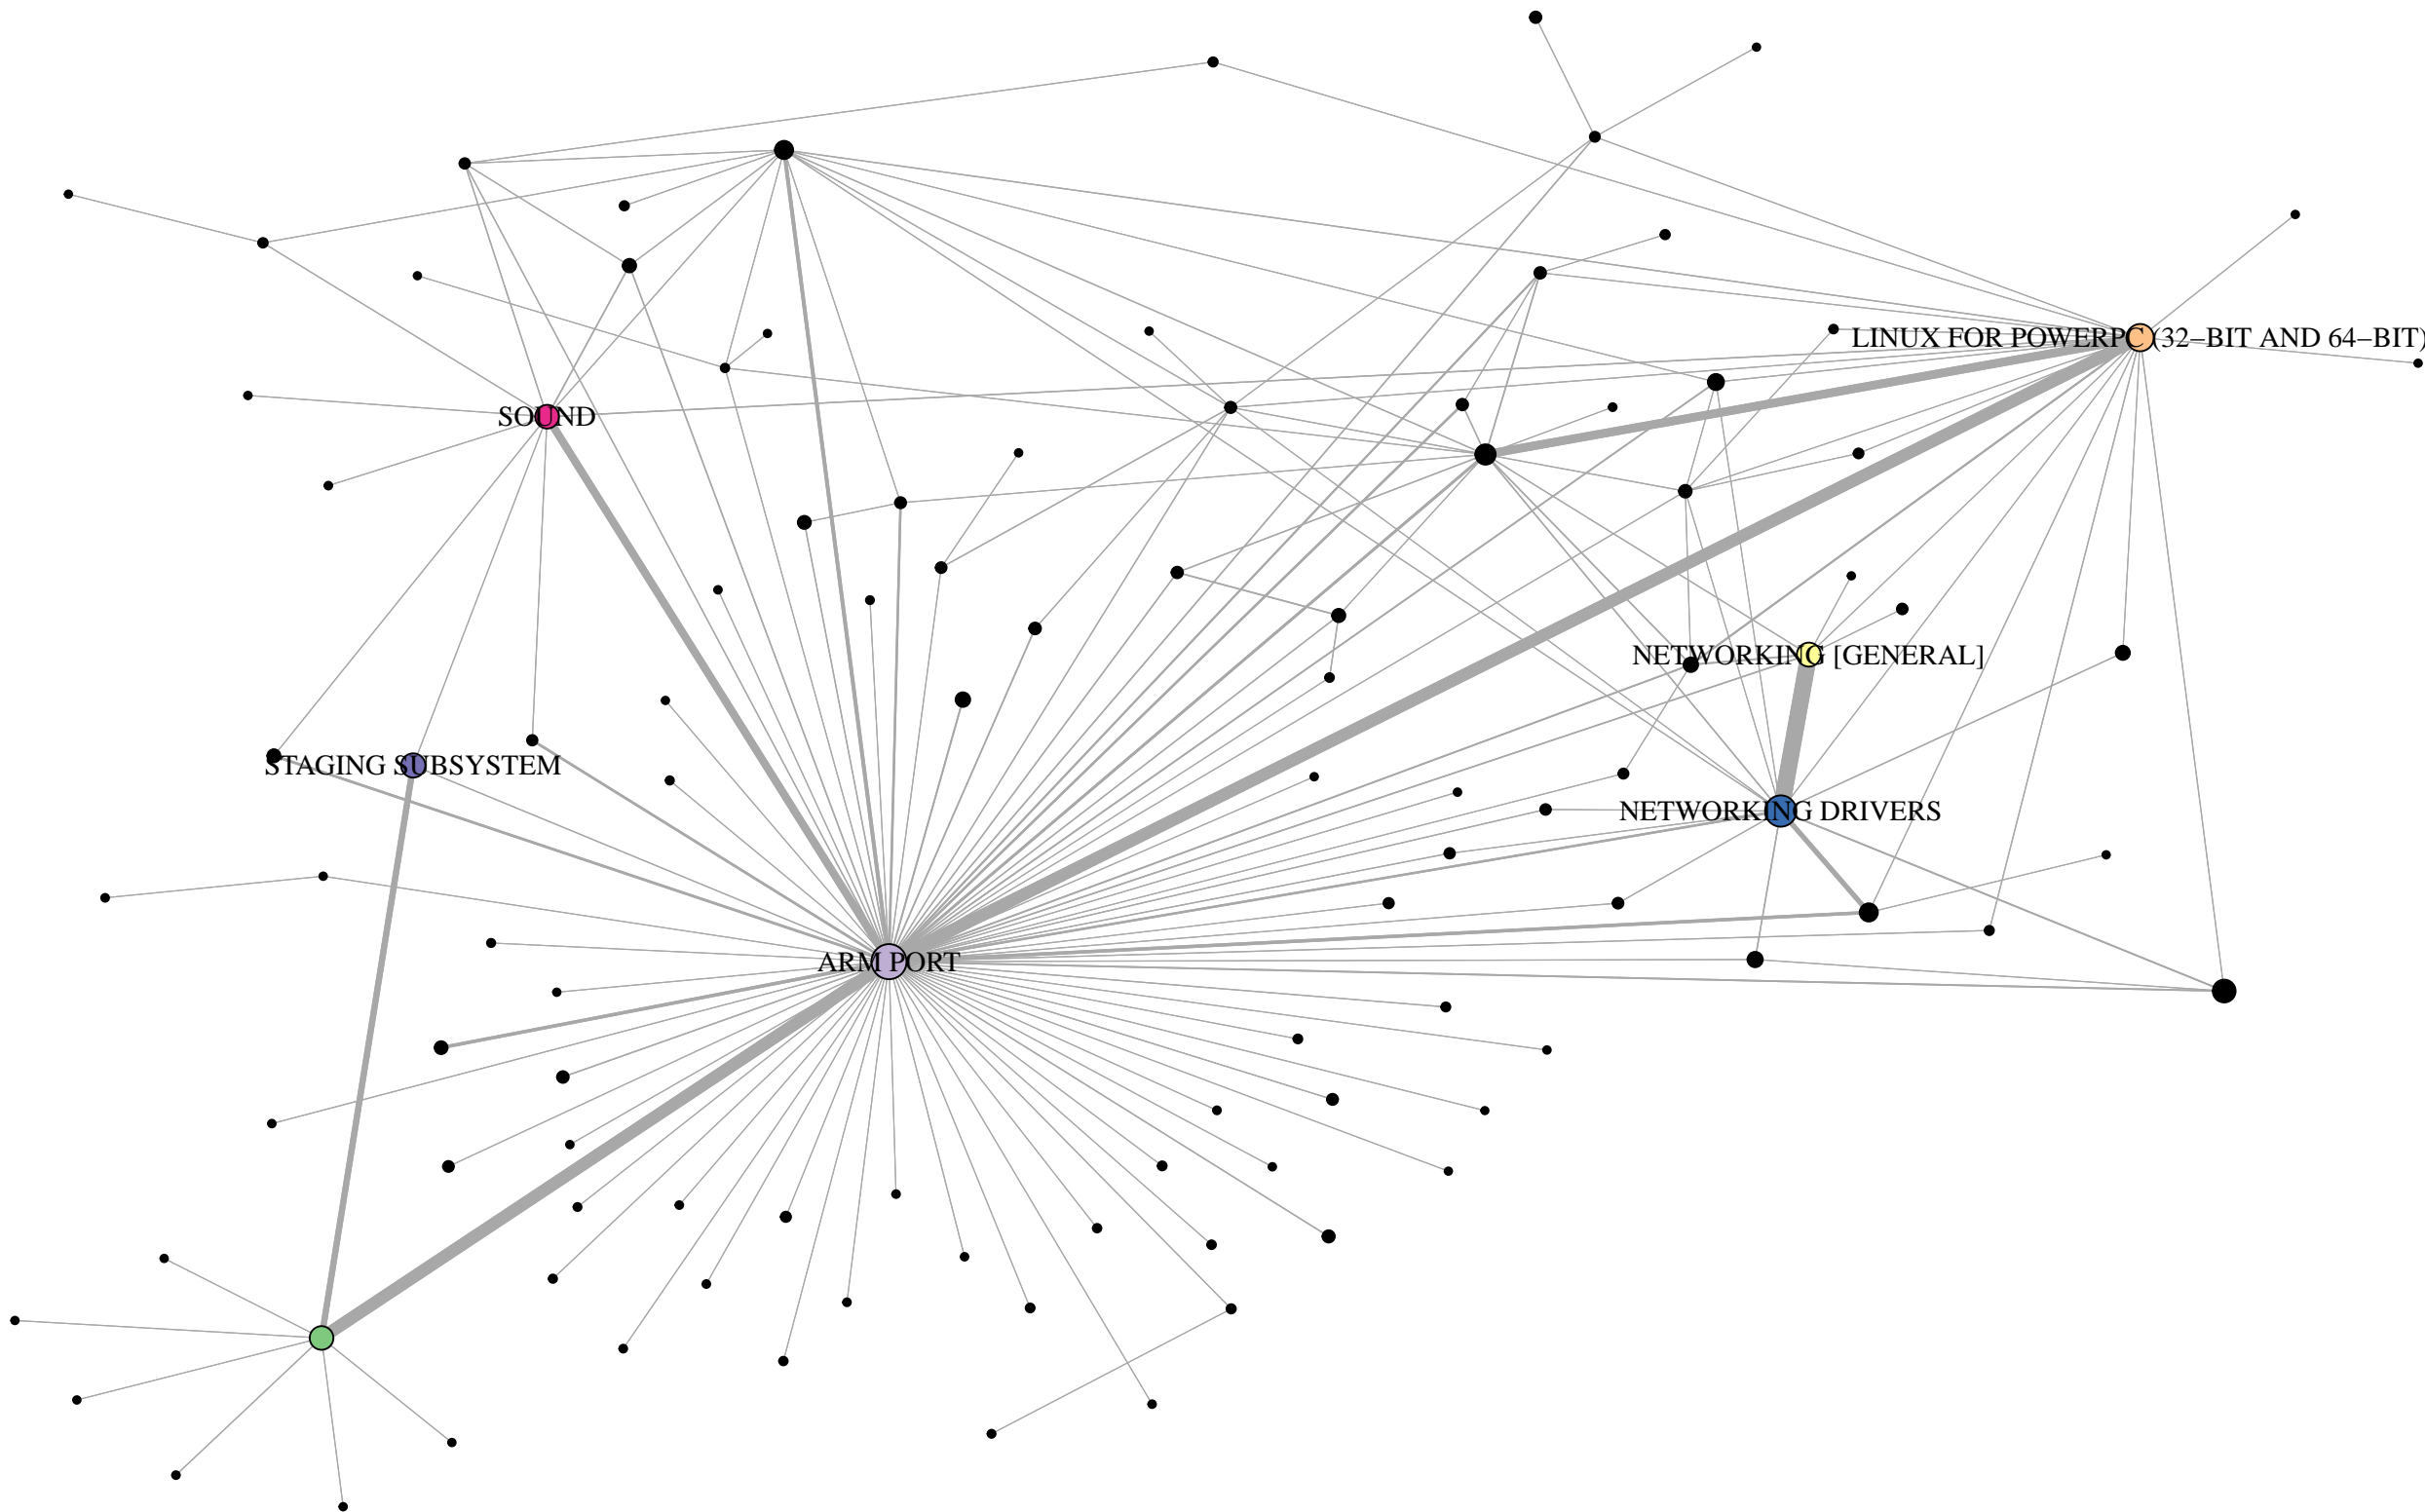 LINUX FOR POWERPC (32−BIT AND 64−BIT)
SOUND
NETWORKING [GENERAL]
STAGING SUBSYSTEM
NETWORKING DRIVERS
ARM PORT